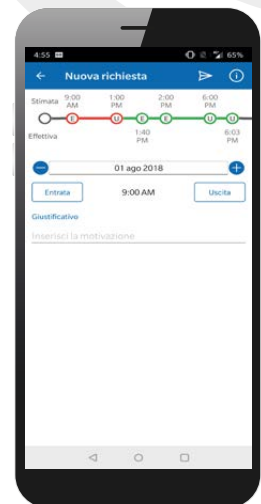 4:55 65%
Nuova richiesta
Stimata 9:00 AM 1:00 PM 2:00 PM 6:00 PM
E U E E U U
Effettiva 1:40 PM 6:03 PM
01 ago 2018
Entrata 9:00 AM Uscita
Giustificativo
Inserisci la motivazione